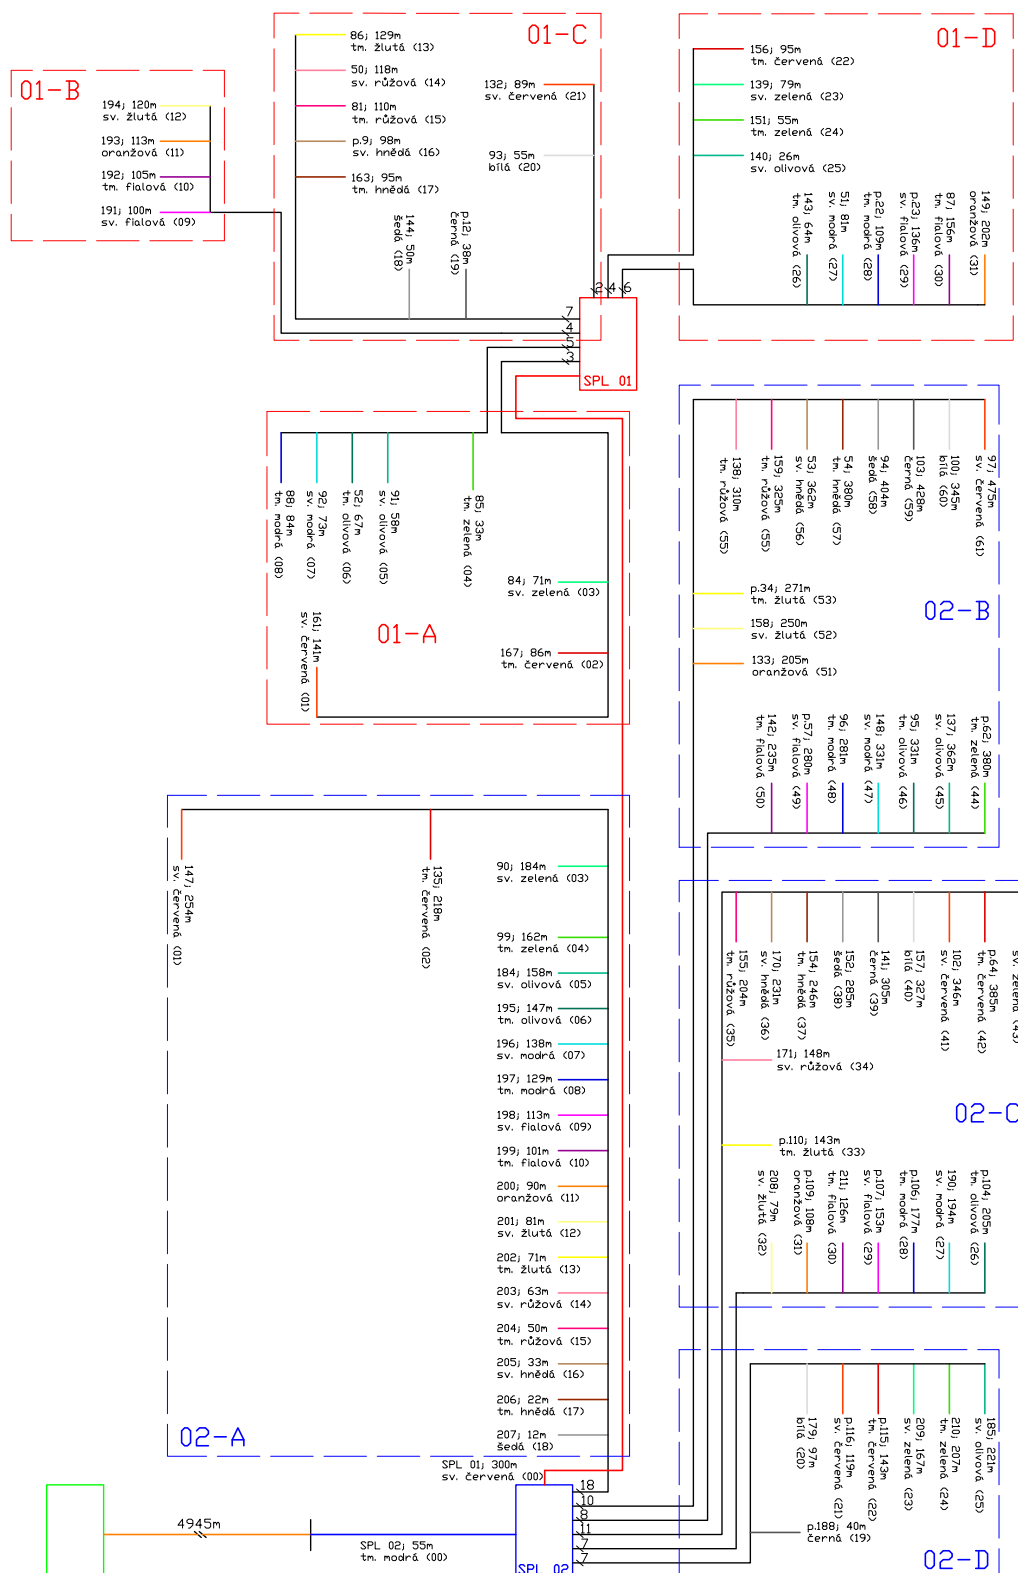 01-B
194; 120m
sv. žlutá (12)
193; 113m
oranžová (11)
192; 105m
tm. fialová (10)
191; 100m
sv. fialová (09)
01-C
86; 129m
tm. žlutá (13)
50; 118m
sv. růžová (14)
81; 110m
tm. růžová (15)
p.9; 98m
sv. hnědá (16)
163; 95m
tm. hnědá (17)
144; 50m
šedá (18)
p.12; 38m
černá (19)
132; 89m
sv. červená (21)
93; 55m
bílá (20)
01-D
156; 95m
tm. červená (22)
139; 79m
sv. zelená (23)
151; 55m
tm. zelená (24)
140; 26m
sv. olivová (25)
143; 64m
tm. olivová (26)
51; 81m
sv. modrá (27)
p.22; 109m
tm. modrá (28)
p.23; 136m
sv. fialová (29)
87; 156m
tm. fialová (30)
149; 202m
oranžová (31)
2 4 6
7
4
5
3
SPL 01
01-A
88; 84m
tm. modrá (08)
92; 73m
sv. modrá (07)
52; 67m
tm. olivová (06)
91; 58m
sv. olivová (05)
85; 33m
tm. zelená (04)
84; 71m
sv. zelená (03)
167; 86m
tm. červená (02)
161; 141m
sv. červená (01)
02-B
138; 310m
tm. růžová (55)
159; 325m
tm. růžová (55)
53; 362m
sv. hnědá (56)
54; 380m
tm. hnědá (57)
94; 404m
šedá (58)
103; 428m
černá (59)
100; 345m
bílá (60)
97; 475m
sv. červená (61)
p.34; 271m
tm. žlutá (53)
158; 250m
sv. žlutá (52)
133; 205m
oranžová (51)
142; 235m
tm. fialová (50)
p.57; 280m
sv. fialová (49)
96; 281m
tm. modrá (48)
148; 331m
sv. modrá (47)
95; 331m
tm. olivová (46)
137; 362m
sv. olivová (45)
p.62; 380m
tm. zelená (44)
02-A
147; 254m
sv. červená (01)
135; 218m
tm. červená (02)
90; 184m
sv. zelená (03)
99; 162m
tm. zelená (04)
184; 158m
sv. olivová (05)
195; 147m
tm. olivová (06)
196; 138m
sv. modrá (07)
197; 129m
tm. modrá (08)
198; 113m
sv. fialová (09)
199; 101m
tm. fialová (10)
200; 90m
oranžová (11)
201; 81m
sv. žlutá (12)
202; 71m
tm. žlutá (13)
203; 63m
sv. růžová (14)
204; 50m
tm. růžová (15)
205; 33m
sv. hnědá (16)
206; 22m
tm. hnědá (17)
207; 12m
šedá (18)
02-C
155; 204m
tm. růžová (35)
170; 231m
sv. hnědá (36)
154; 246m
tm. hnědá (37)
152; 285m
šedá (38)
141; 305m
černá (39)
157; 327m
bílá (40)
102; 346m
sv. červená (41)
p.64; 385m
tm. červená (42)
sv. zelená (43)
171; 148m
sv. růžová (34)
p.110; 143m
tm. žlutá (33)
208; 79m
sv. žlutá (32)
p.109; 108m
oranžová (31)
211; 126m
tm. fialová (30)
p.107; 153m
sv. fialová (29)
p.106; 177m
tm. modrá (28)
190; 194m
sv. modrá (27)
p.104; 205m
tm. olivová (26)
02-D
179; 97m
bílá (20)
p.116; 119m
sv. červená (21)
p.115; 143m
tm. červená (22)
209; 167m
sv. zelená (23)
210; 207m
tm. zelená (24)
185; 221m
sv. olivová (25)
p.188; 40m
černá (19)
SPL 01; 300m
sv. červená (00)
18
10
8
11
7
7
4945m
SPL 02; 55m
tm. modrá (00)
SPL 02